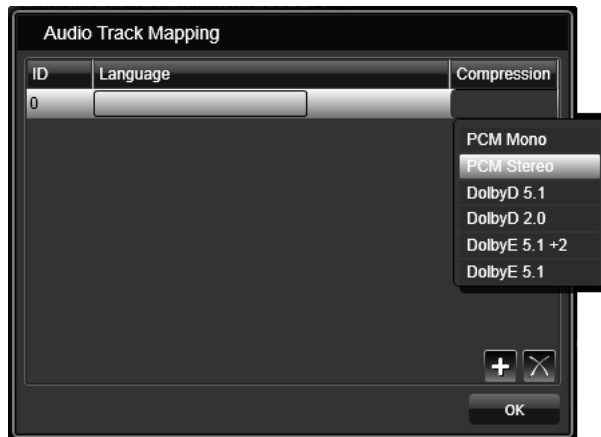 Audio Track Mapping
ID Language Compression
0
PCM Mono
PCM Stereo
DolbyD 5.1
DolbyD 2.0
DolbyE 5.1 +2
DolbyE 5.1
OK